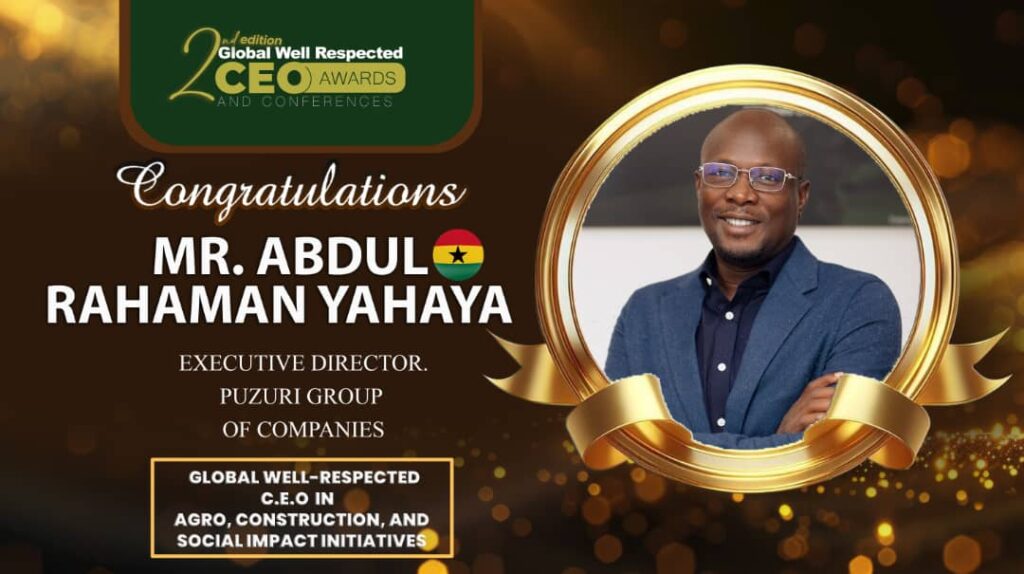 2nd edition
Global Well Respected
CEO AWARDS
AND CONFERENCES
Congratulations
MR. ABDUL
RAHAMAN YAHAYA
EXECUTIVE DIRECTOR.
PUZURI GROUP
OF COMPANIES
GLOBAL WELL-RESPECTED
C.E.O IN
AGRO, CONSTRUCTION, AND
SOCIAL IMPACT INITIATIVES